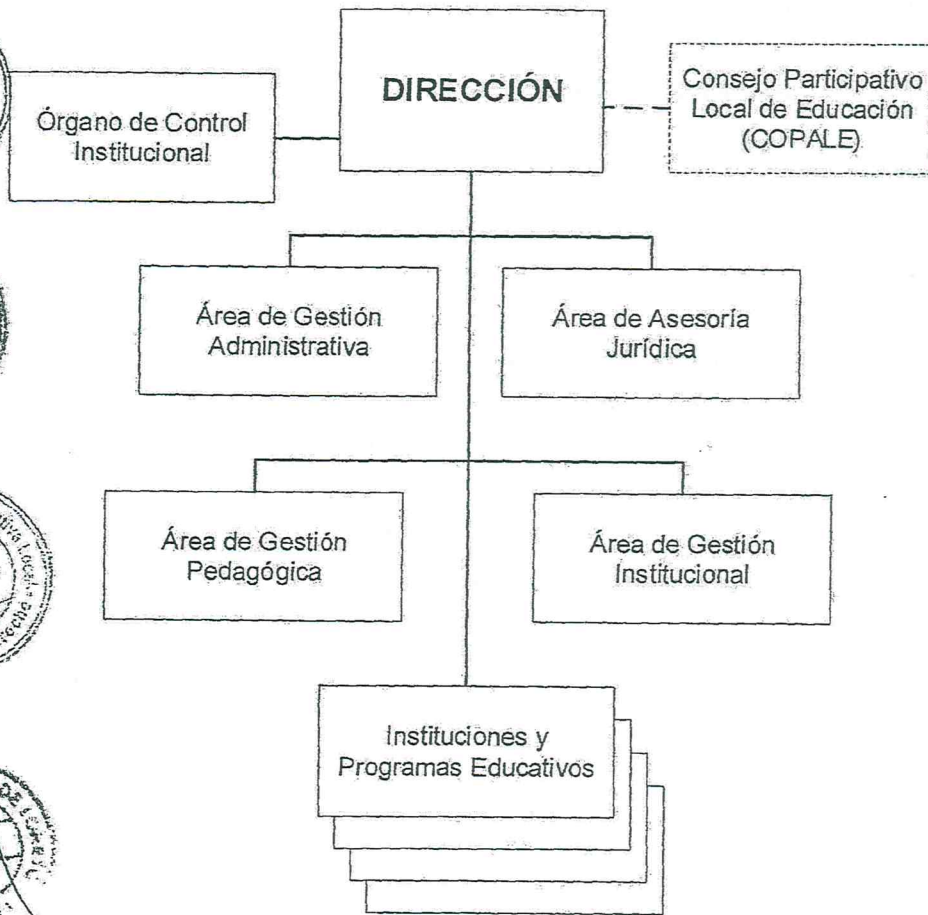 DIRECCIÓN
Órgano de Control
Institucional
Consejo Participativo
Local de Educación
(COPALE)
Área de Gestión
Administrativa
Área de Asesoría
Jurídica
Área de Gestión
Pedagógica
Área de Gestión
Institucional
Instituciones y
Programas Educativos